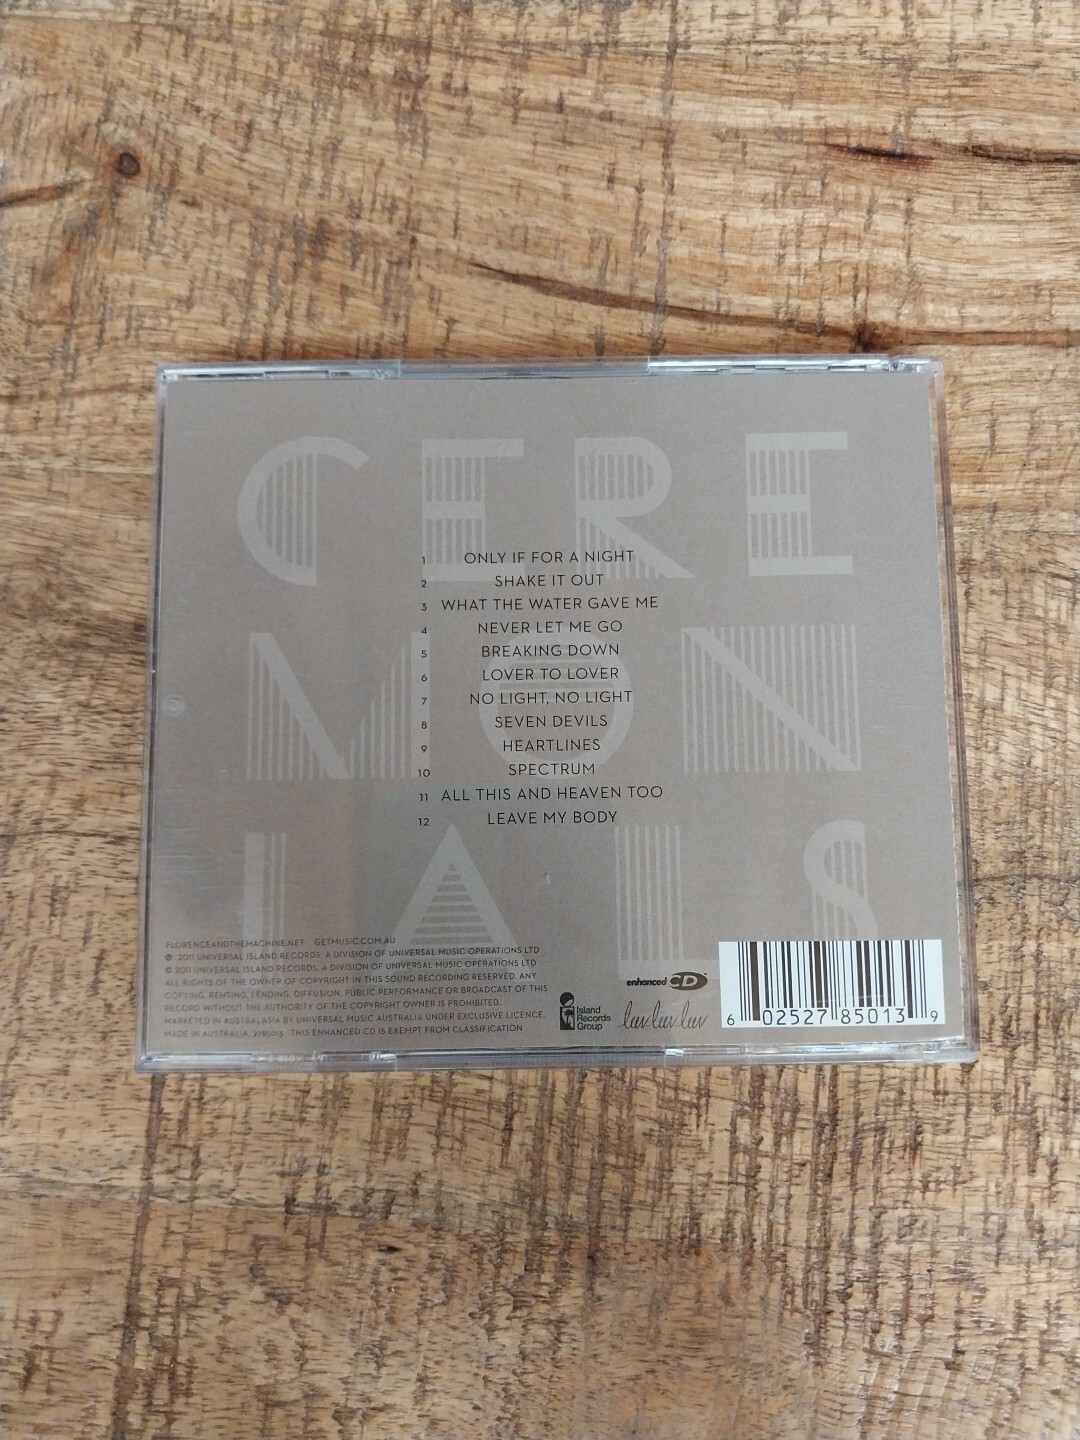 CERE
MON
IALS
1 ONLY IF FOR A NIGHT
2 SHAKE IT OUT
3 WHAT THE WATER GAVE ME
4 NEVER LET ME GO
5 BREAKING DOWN
6 LOVER TO LOVER
7 NO LIGHT, NO LIGHT
8 SEVEN DEVILS
9 HEARTLINES
10 SPECTRUM
11 ALL THIS AND HEAVEN TOO
12 LEAVE MY BODY
FLORENCEANDTHEMACHINE.NET GETMUSIC.COM.AU
℗ 2011 UNIVERSAL ISLAND RECORDS, A DIVISION OF UNIVERSAL MUSIC OPERATIONS LTD
© 2011 UNIVERSAL ISLAND RECORDS, A DIVISION OF UNIVERSAL MUSIC OPERATIONS LTD
ALL RIGHTS OF THE OWNER OF COPYRIGHT IN THIS SOUND RECORDING RESERVED. ANY
COPYING, RENTING, LENDING, DIFFUSION, PUBLIC PERFORMANCE OR BROADCAST OF THIS
RECORD WITHOUT THE AUTHORITY OF THE COPYRIGHT OWNER IS PROHIBITED.
MARKETED IN AUSTRALASIA BY UNIVERSAL MUSIC AUSTRALIA UNDER EXCLUSIVE LICENCE.
MADE IN AUSTRALIA. 2785013 THIS ENHANCED CD IS EXEMPT FROM CLASSIFICATION
Island
Records
Group
enhanced CD
luv luv luv
6 02527 85013 9